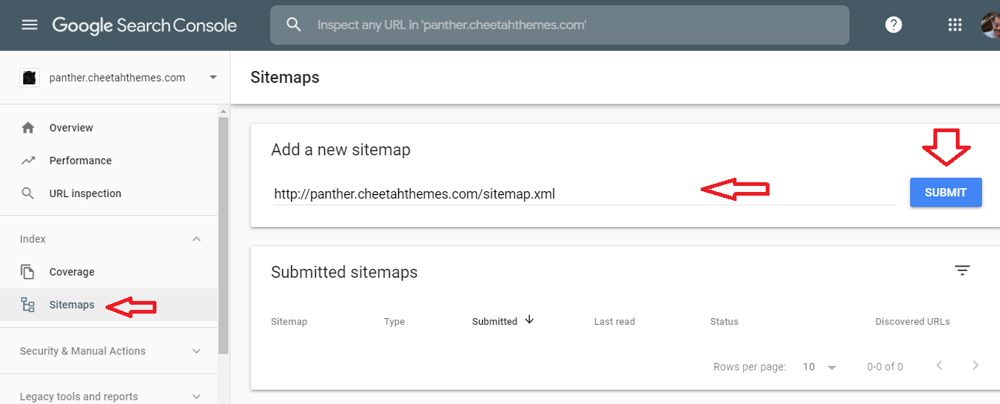 Google Search Console
Inspect any URL in 'panther.cheetahthemes.com'
panther.cheetahthemes.com
Sitemaps
Overview
Performance
URL inspection
Index
Coverage
Sitemaps
Security & Manual Actions
Legacy tools and reports
Add a new sitemap
http://panther.cheetahthemes.com/sitemap.xml
SUBMIT
Submitted sitemaps
Sitemap Type Submitted Last read Status Discovered URLs
Rows per page: 10 0-0 of 0